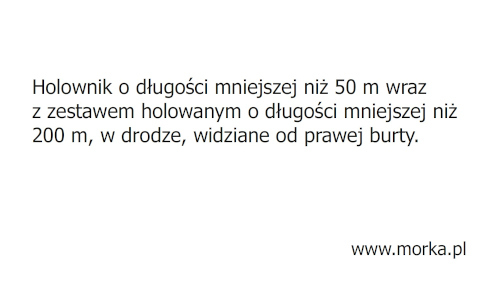 Holownik o długości mniejszej niż 50 m wraz
z zestawem holowanym o długości mniejszej niż
200 m, w drodze, widziane od prawej burty.
www.morka.pl